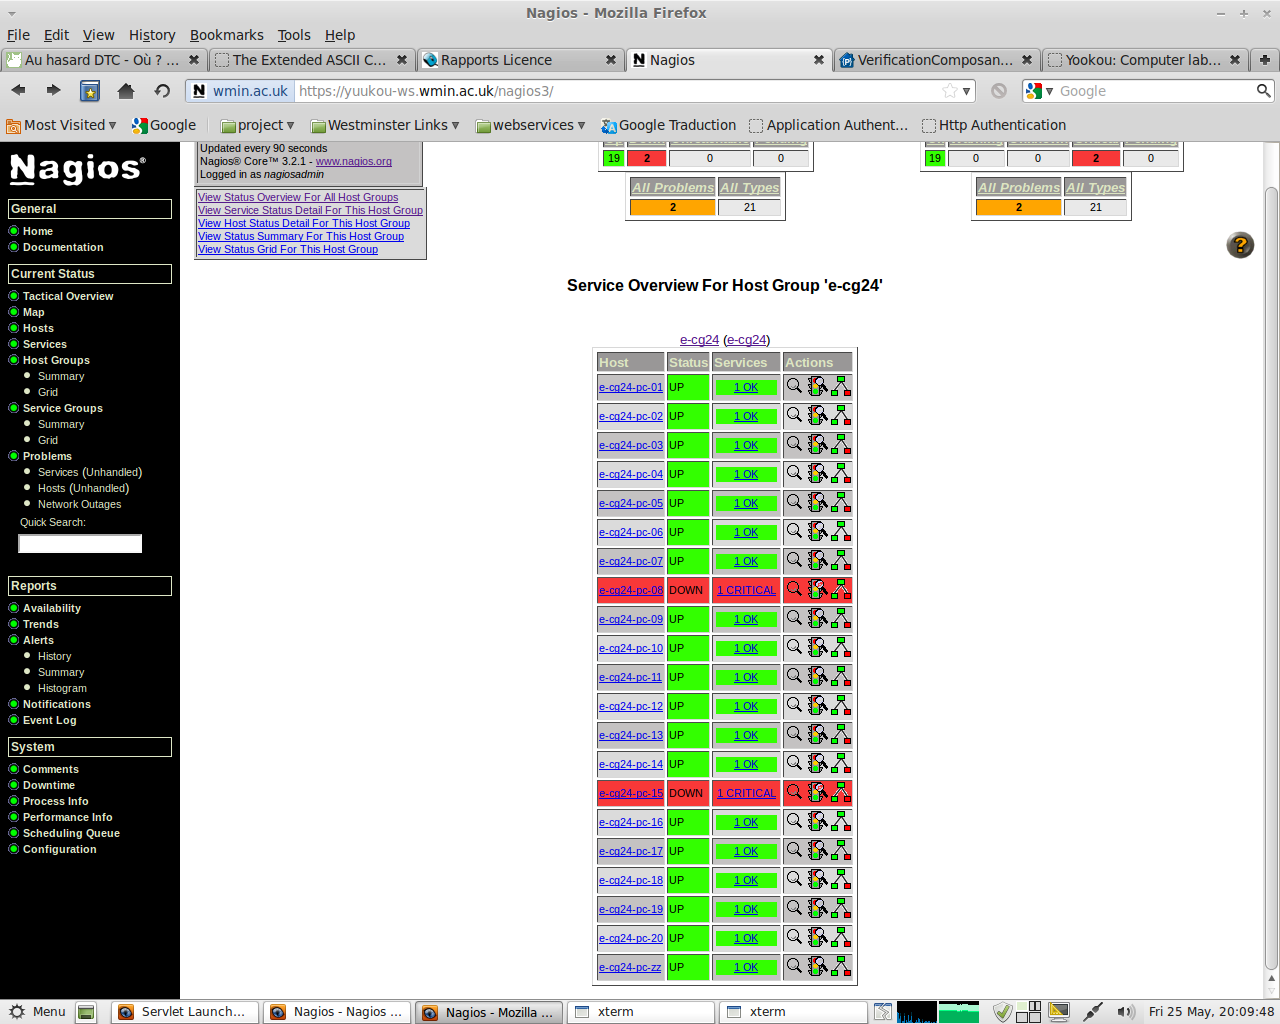 Nagios - Mozilla Firefox
File Edit View History Bookmarks Tools Help
Au hasard DTC - Où ? ...
The Extended ASCII C...
Rapports Licence
Nagios
VerificationComposan...
Yookou: Computer lab...
wmin.ac.uk https://yuukou-ws.wmin.ac.uk/nagios3/
Google
Most Visited Google project Westminster Links webservices Google Traduction Application Authent... Http Authentication
Nagios®
General
Home
Documentation
Current Status
Tactical Overview
Map
Hosts
Services
Host Groups
Summary
Grid
Service Groups
Summary
Grid
Problems
Services (Unhandled)
Hosts (Unhandled)
Network Outages
Quick Search:
Reports
Availability
Trends
Alerts
History
Summary
Histogram
Notifications
Event Log
System
Comments
Downtime
Process Info
Performance Info
Scheduling Queue
Configuration
Updated every 90 seconds
Nagios® Core™ 3.2.1 - www.nagios.org
Logged in as nagiosadmin
View Status Overview For All Host Groups
View Service Status Detail For This Host Group
View Host Status Detail For This Host Group
View Status Summary For This Host Group
View Status Grid For This Host Group
19 2 0 0
All Problems All Types
2 21
19 0 0 2 0
All Problems All Types
2 21
Service Overview For Host Group 'e-cg24'
e-cg24 (e-cg24)
Host Status Services Actions
e-cg24-pc-01 UP 1 OK
e-cg24-pc-02 UP 1 OK
e-cg24-pc-03 UP 1 OK
e-cg24-pc-04 UP 1 OK
e-cg24-pc-05 UP 1 OK
e-cg24-pc-06 UP 1 OK
e-cg24-pc-07 UP 1 OK
e-cg24-pc-08 DOWN 1 CRITICAL
e-cg24-pc-09 UP 1 OK
e-cg24-pc-10 UP 1 OK
e-cg24-pc-11 UP 1 OK
e-cg24-pc-12 UP 1 OK
e-cg24-pc-13 UP 1 OK
e-cg24-pc-14 UP 1 OK
e-cg24-pc-15 DOWN 1 CRITICAL
e-cg24-pc-16 UP 1 OK
e-cg24-pc-17 UP 1 OK
e-cg24-pc-18 UP 1 OK
e-cg24-pc-19 UP 1 OK
e-cg24-pc-20 UP 1 OK
e-cg24-pc-zz UP 1 OK
Menu
Servlet Launch...
Nagios - Nagios ...
Nagios - Mozilla ...
xterm
xterm
Fri 25 May, 20:09:48